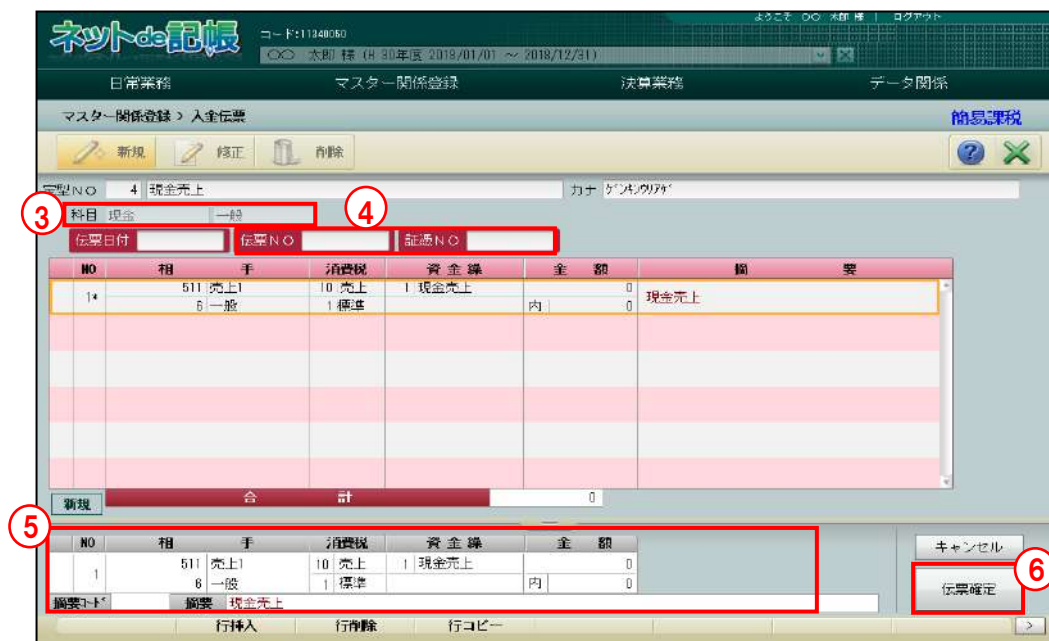 ようこそ 〇〇 太郎 様 | ログアウト
ネットde記帳 コード:11340050
〇〇 太郎 様 (H 30年度 2018/01/01 ～ 2018/12/31)
日常業務 マスター関係登録 決算業務 データ関係
マスター関係登録 > 入金伝票 簡易課税
新規 修正 削除
定型NO 4 現金売上 カナ ゲンキンウリアゲ
③ 科目 現金 一般 ④
伝票日付 伝票NO 証憑NO
NO 相 手 消費税 資金繰 金 額 摘 要
1* 511 売上1 10 売上 1 現金売上 0 現金売上
6 一般 1 標準 内 0
新規 合 計 0
⑤
NO 相 手 消費税 資金繰 金 額 キャンセル
1 511 売上1 10 売上 1 現金売上 0 ⑥
6 一般 1 標準 内 0 伝票確定
摘要コード 摘要 現金売上
行挿入 行削除 行コピー >